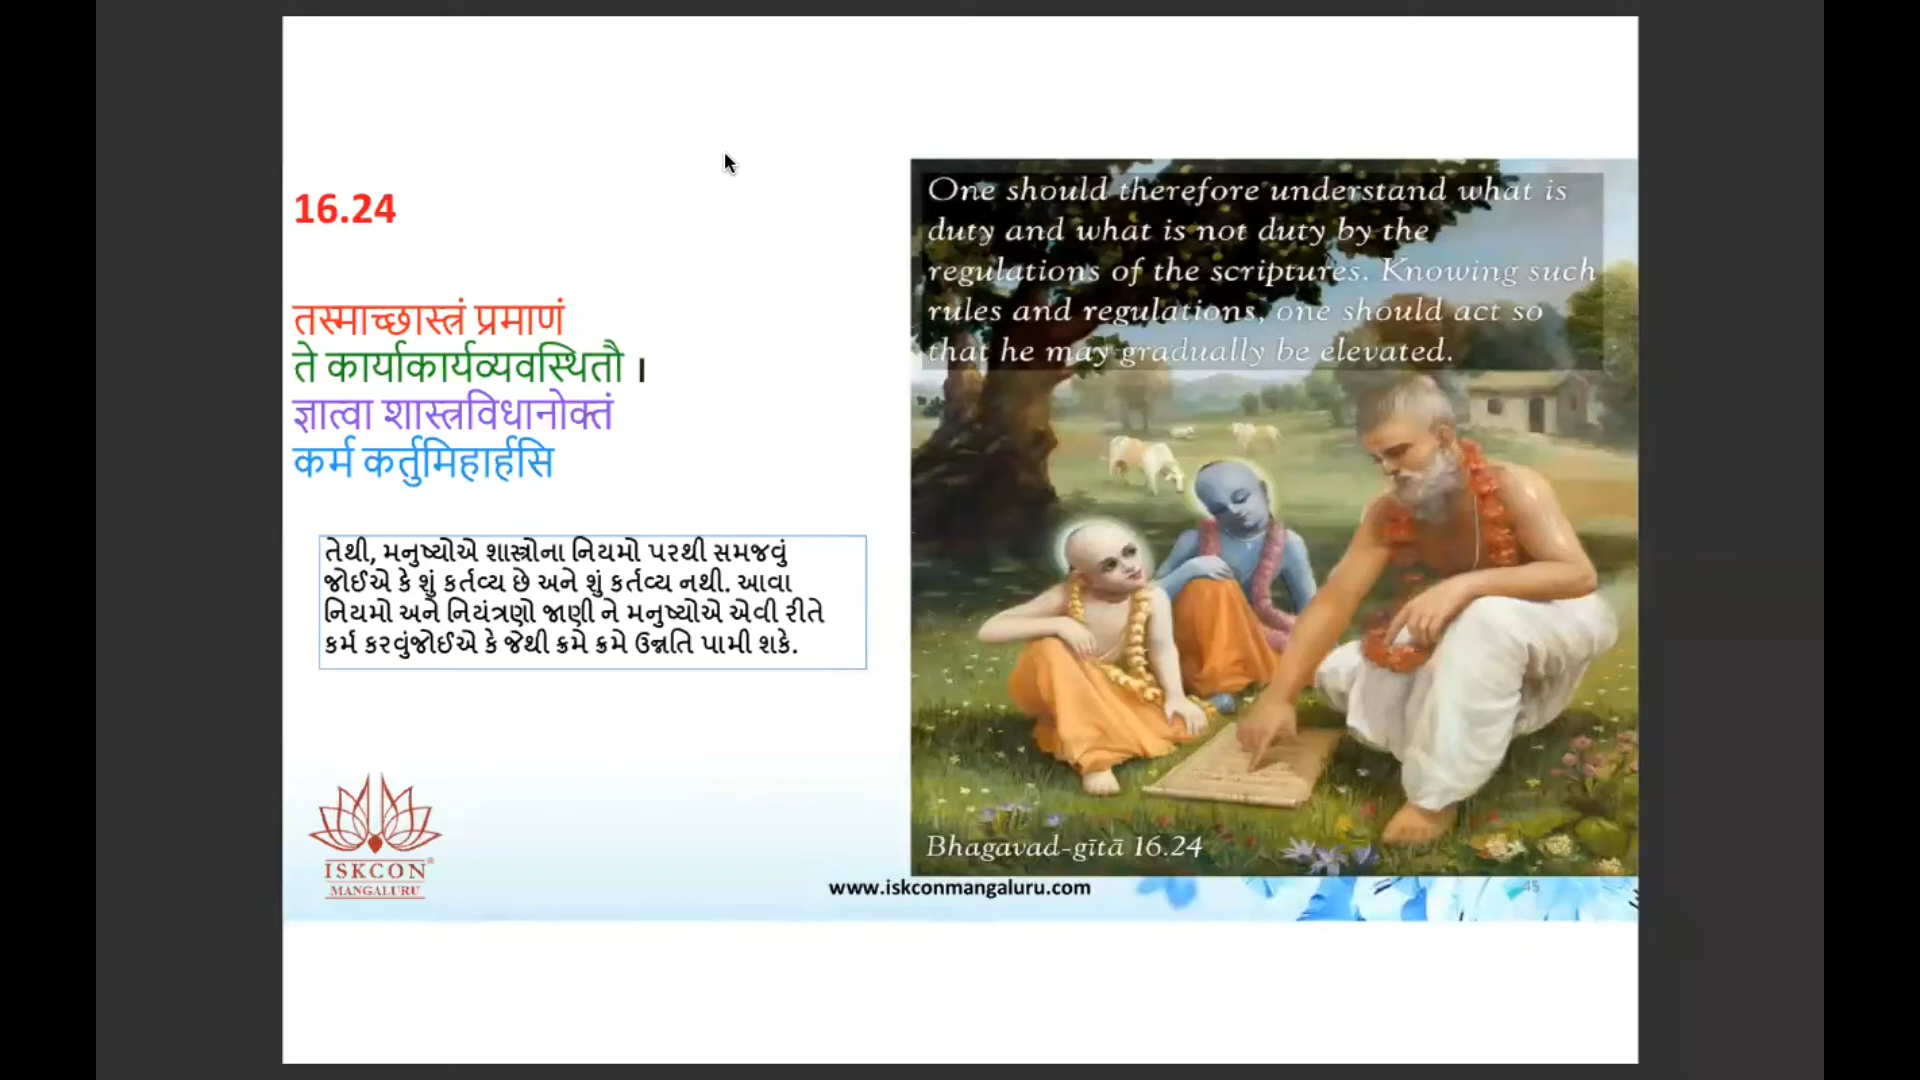 16.24
तस्माच्छास्त्रं प्रमाणं
ते कार्याकार्यव्यवस्थितौ ।
ज्ञात्वा शास्त्रविधानोक्तं
कर्म कर्तुमिहार्हसि
તેથી, મનુષ્યોએ શાસ્ત્રોના નિયમો પરથી સમજવું
જોઈએ કે શું કર્તવ્ય છે અને શું કર્તવ્ય નથી. આવા
નિયમો અને નિયંત્રણો જાણી ને મનુષ્યોએ એવી રીતે
કર્મ કરવુંજોઈએ કે જેથી ક્રમે ક્રમે ઉન્નતિ પામી શકે.
One should therefore understand what is
duty and what is not duty by the
regulations of the scriptures. Knowing such
rules and regulations, one should act so
that he may gradually be elevated.
Bhagavad-gītā 16.24
ISKCON®
MANGALURU
www.iskconmangaluru.com
45